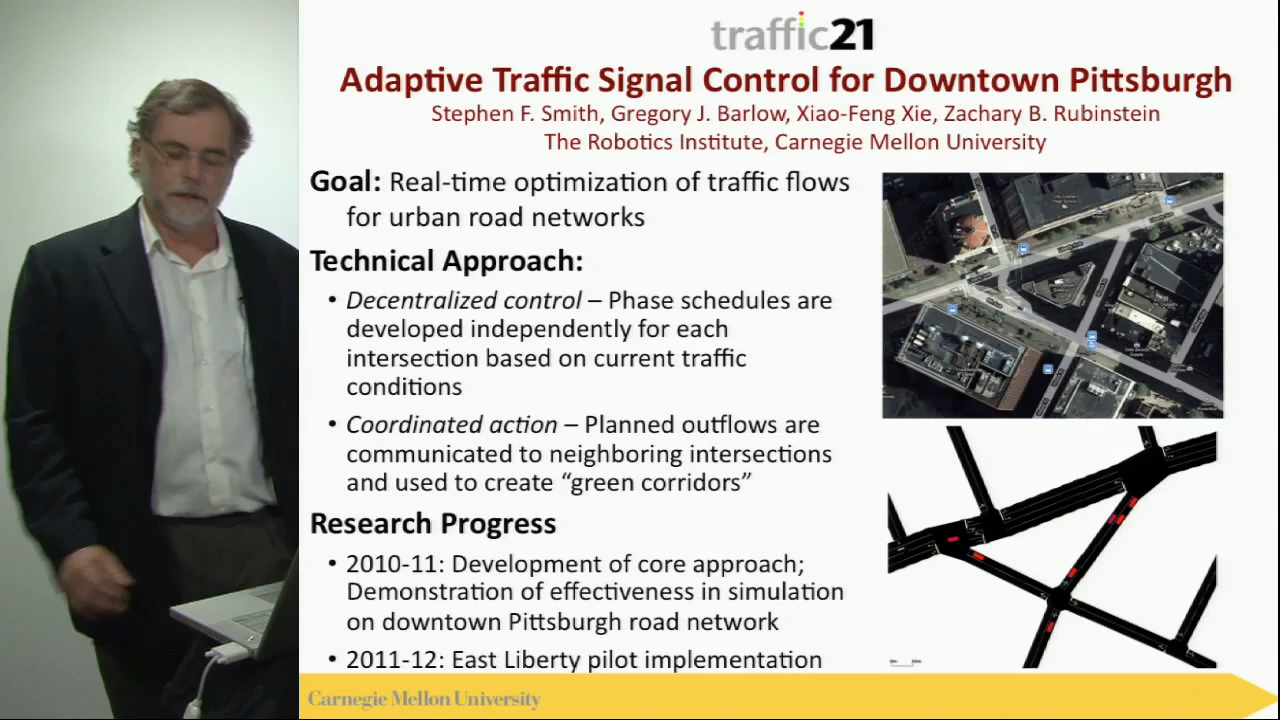 traffic21
Adaptive Traffic Signal Control for Downtown Pittsburgh
Stephen F. Smith, Gregory J. Barlow, Xiao-Feng Xie, Zachary B. Rubinstein
The Robotics Institute, Carnegie Mellon University
Goal: Real-time optimization of traffic flows
for urban road networks
Technical Approach:
• Decentralized control – Phase schedules are
developed independently for each
intersection based on current traffic
conditions
• Coordinated action – Planned outflows are
communicated to neighboring intersections
and used to create “green corridors”
Research Progress
• 2010-11: Development of core approach;
Demonstration of effectiveness in simulation
on downtown Pittsburgh road network
• 2011-12: East Liberty pilot implementation
Carnegie Mellon University